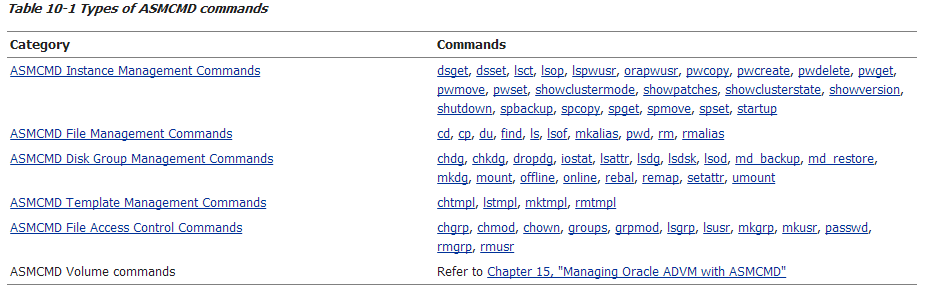 Table 10-1 Types of ASMCMD commands
Category Commands
ASMCMD Instance Management Commands dsget, dsset, lsct, lsop, lspwusr, orapwusr, pwcopy, pwcreate, pwdelete, pwget,
pwmove, pwset, showclustermode, showpatches, showclusterstate, showversion,
shutdown, spbackup, spcopy, spget, spmove, spset, startup
ASMCMD File Management Commands cd, cp, du, find, ls, lsof, mkalias, pwd, rm, rmalias
ASMCMD Disk Group Management Commands chdg, chkdg, dropdg, iostat, lsattr, lsdg, lsdsk, lsod, md_backup, md_restore,
mkdg, mount, offline, online, rebal, remap, setattr, umount
ASMCMD Template Management Commands chtmpl, lstmpl, mktmpl, rmtmpl
ASMCMD File Access Control Commands chgrp, chmod, chown, groups, grpmod, lsgrp, lsusr, mkgrp, mkusr, passwd,
rmgrp, rmusr
ASMCMD Volume commands Refer to Chapter 15, "Managing Oracle ADVM with ASMCMD"